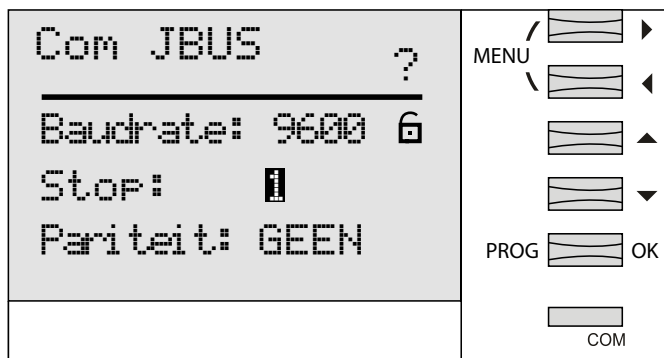 Com JBUS
?
Baudrate: 9600
Stop: 1
Pariteit: GEEN
MENU
PROG
OK
COM